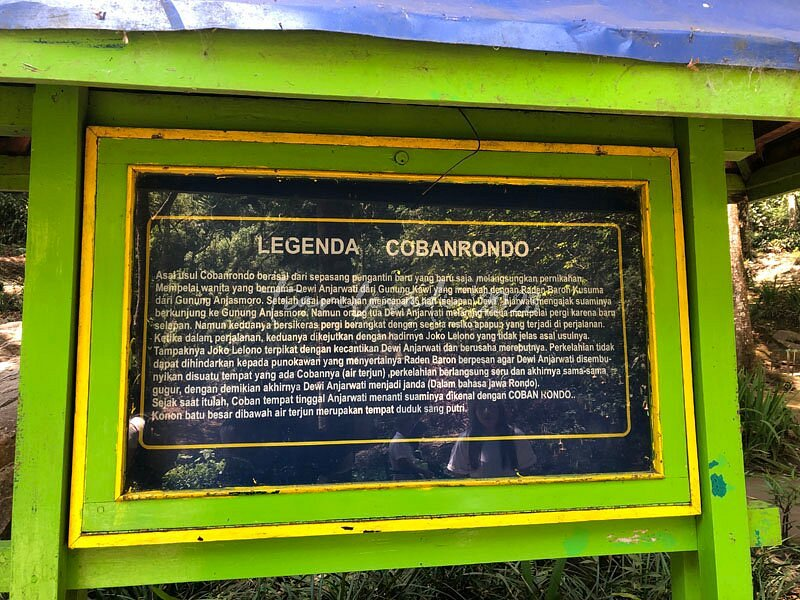 LEGENDA COBANRONDO
Asal usul Cobanrondo berasal dari sepasang pengantin baru yang baru saja melangsungkan pernikahan.
Mempelai wanita yang bernama Dewi Anjarwati dari Gunung Kawi yang menikah dengan Raden Baron Kusuma
dari Gunung Anjasmoro. Setelah usai pernikahan mencapai 36 hari (selapan) Dewi Anjarwati mengajak suaminya
berkunjung ke Gunung Anjasmoro. Namun orang tua Dewi Anjarwati melarang kedua mempelai pergi karena baru
selapan. Namun keduanya bersikeras pergi berangkat dengan segala resiko apapun yang terjadi di perjalanan.
Ketika dalam perjalanan, keduanya dikejutkan dengan hadirnya Joko Lelono yang tidak jelas asal usulnya.
Tampaknya Joko Lelono terpikat dengan kecantikan Dewi Anjarwati dan berusaha merebutnya. Perkelahian tidak
dapat dihindarkan kepada punokawan yang menyertainya Raden Baron berpesan agar Dewi Anjarwati disembu-
nyikan disuatu tempat yang ada Cobannya (air terjun) ,perkelahian berlangsung seru dan akhirnya sama-sama
gugur, dengan demikian akhirnya Dewi Anjarwati menjadi janda (Dalam bahasa jawa Rondo).
Sejak saat itulah, Coban tempat tinggal Anjarwati menanti suaminya dikenal dengan COBAN RONDO..
Konon batu besar dibawah air terjun merupakan tempat duduk sang putri.